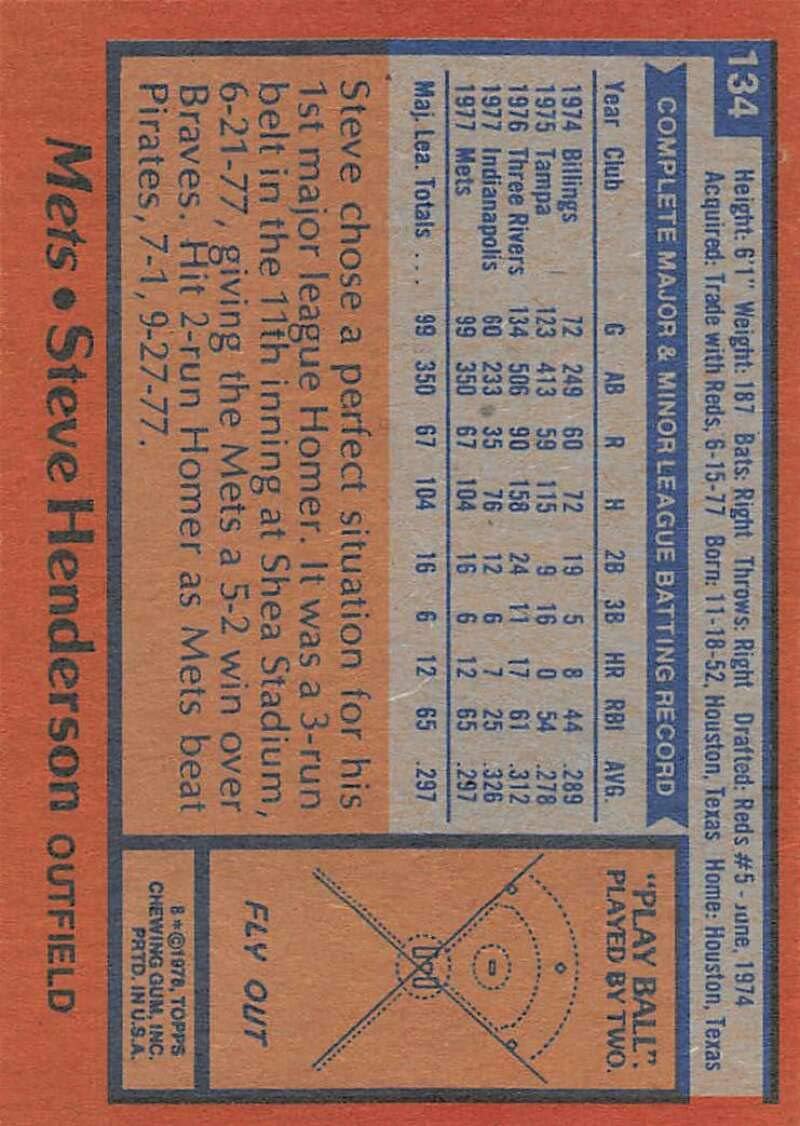 134
Height: 6'1" Weight: 187 Bats: Right Throws: Right Drafted: Reds #5 - June, 1974
Acquired: Trade with Reds, 6-15-77 Born: 11-18-52, Houston, Texas Home: Houston, Texas
COMPLETE MAJOR & MINOR LEAGUE BATTING RECORD
Year Club G AB R H 2B 3B HR RBI AVG.
1974 Billings 72 249 60 72 19 5 8 44 .289
1975 Tampa 123 413 59 115 9 16 0 54 .278
1976 Three Rivers 134 506 90 158 24 11 17 61 .312
1977 Indianapolis 60 233 35 76 12 6 7 25 .326
1977 Mets 99 350 67 104 16 6 12 65 .297
Maj. Lea. Totals ... 99 350 67 104 16 6 12 65 .297
Steve chose a perfect situation for his
1st major league Homer. It was a 3-run
belt in the 11th inning at Shea Stadium,
6-21-77, giving the Mets a 5-2 win over
Braves. Hit 2-run Homer as Mets beat
Pirates, 7-1, 9-27-77.
"PLAY BALL":
PLAYED BY TWO.
FLY OUT
8*©1978, TOPPS
CHEWING GUM, INC.
PRTD. IN U.S.A.
Mets • Steve Henderson OUTFIELD